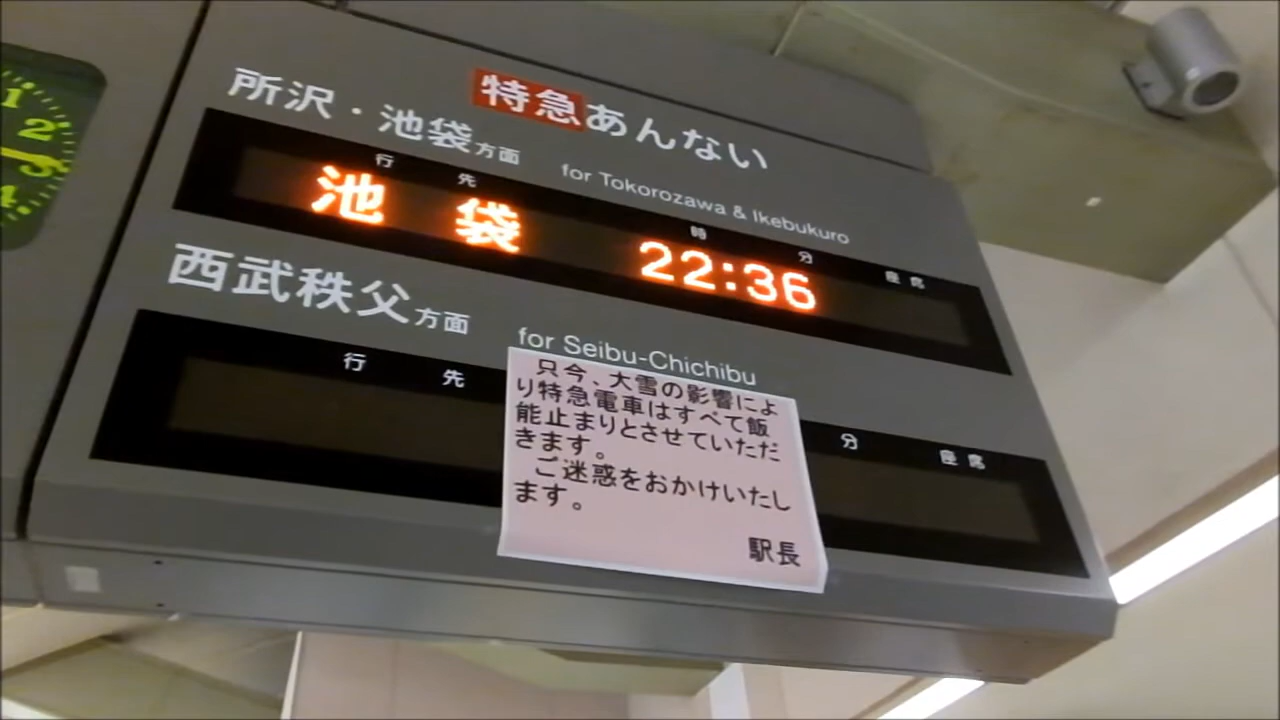 特急あんない
所沢・池袋方面 for Tokorozawa & Ikebukuro
行 先 時 分 座席
池 袋 22:36
西武秩父方面 for Seibu-Chichibu
行 先 分 座席
只今、大雪の影響によ
り特急電車はすべて飯
能止まりとさせていただ
きます。
ご迷惑をおかけいたし
ます。
駅長
1
2
3
4